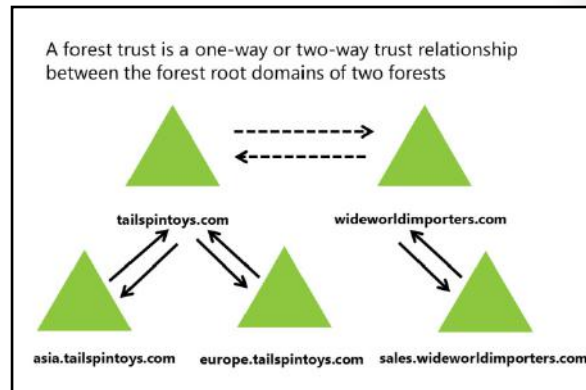 A forest trust is a one-way or two-way trust relationship
between the forest root domains of two forests
tailspintoys.com
wideworldimporters.com
asia.tailspintoys.com
europe.tailspintoys.com
sales.wideworldimporters.com